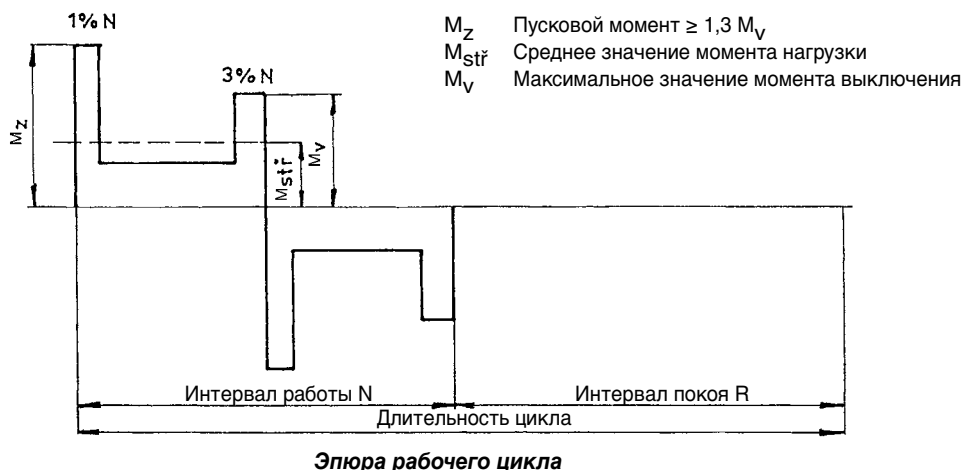 1% N
M_Z Пусковой момент ≥ 1,3 M_V
M_stř Среднее значение момента нагрузки
M_V Максимальное значение момента выключения
3% N
M_Z
M_stř
M_V
Интервал работы N
Интервал покоя R
Длительность цикла
Эпюра рабочего цикла